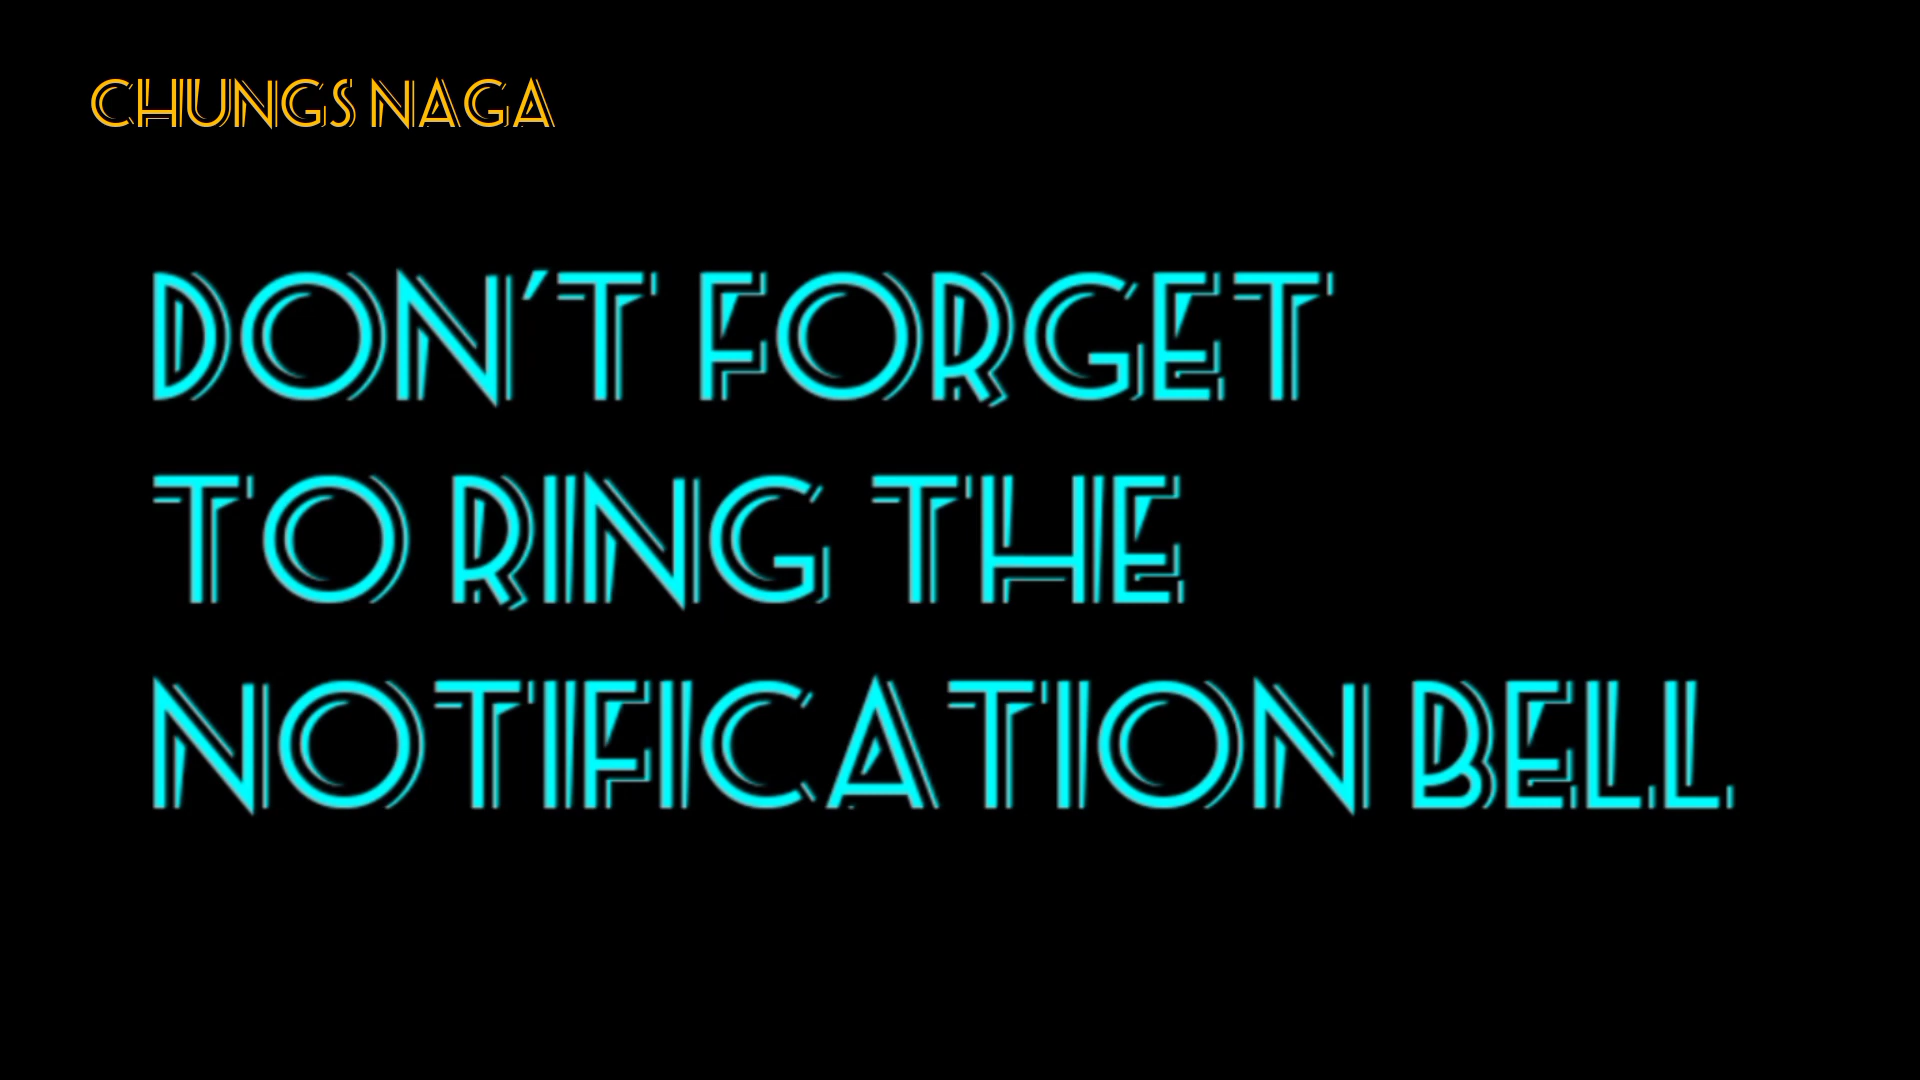 CHUNGS NAGA
DON'T FORGET
TO RING THE
NOTIFICATION BELL